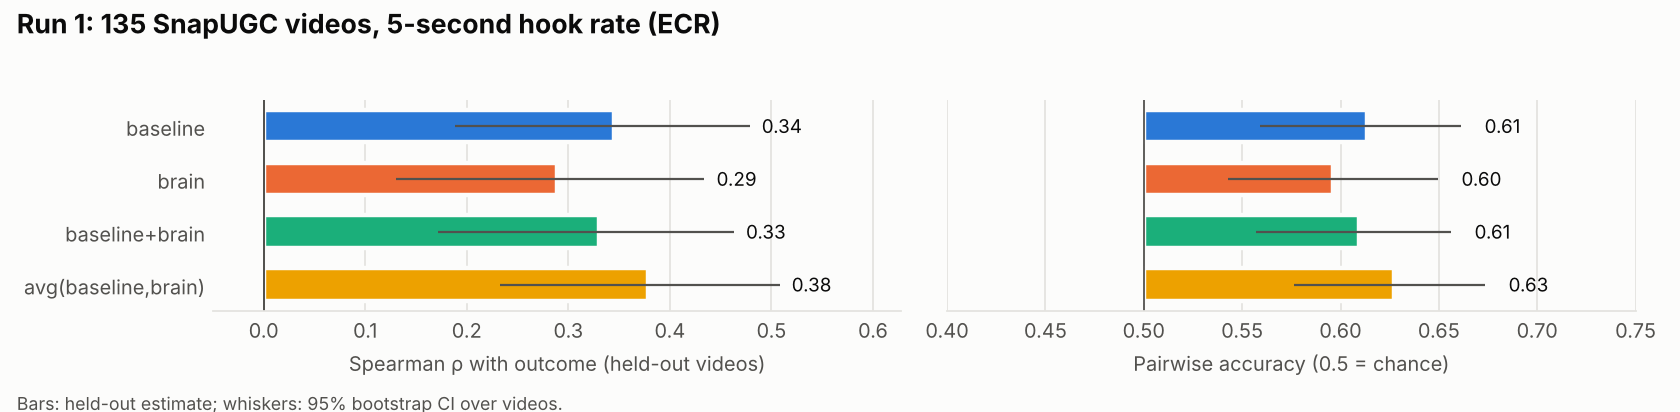 Run 1: 135 SnapUGC videos, 5-second hook rate (ECR)
baseline
0.34
0.61
brain
0.29
0.60
baseline+brain
0.33
0.61
avg(baseline,brain)
0.38
0.63
0.0 0.1 0.2 0.3 0.4 0.5 0.6
0.40 0.45 0.50 0.55 0.60 0.65 0.70 0.75
Spearman ρ with outcome (held-out videos)
Pairwise accuracy (0.5 = chance)
Bars: held-out estimate; whiskers: 95% bootstrap CI over videos.